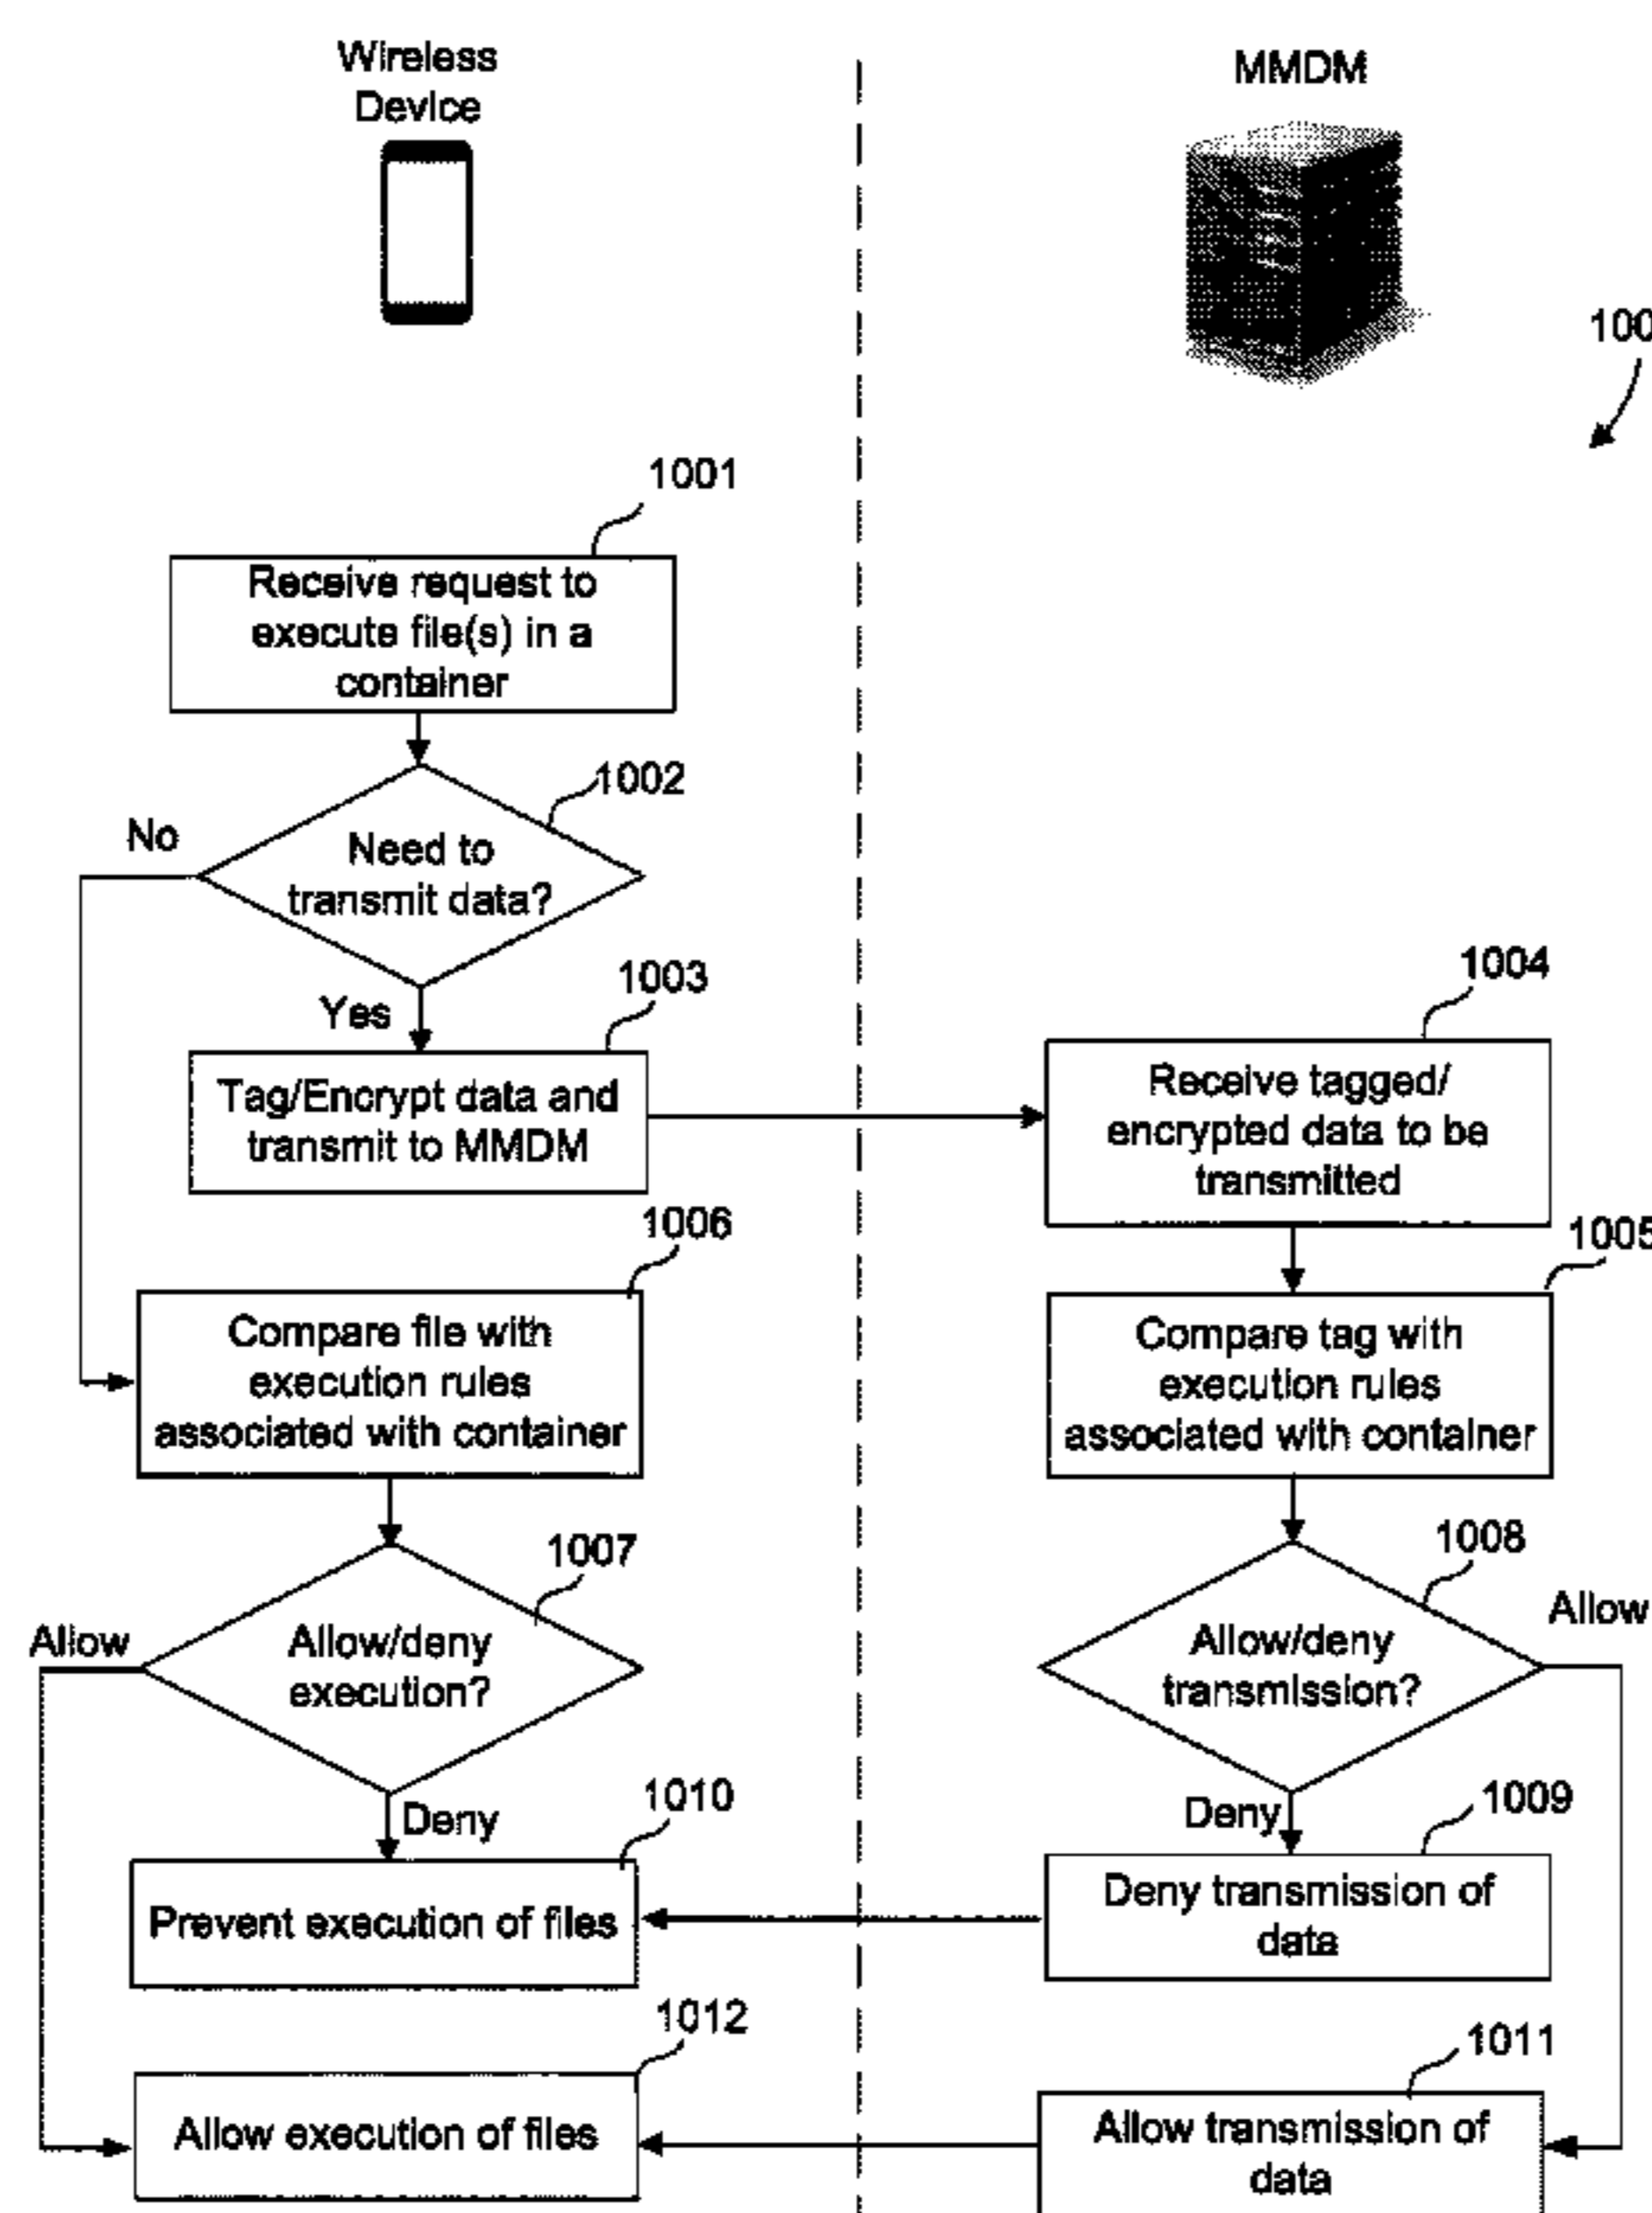 Wireless
Device
MMDM
100
1001
Receive request to
execute file(s) in a
container
1002
No
Need to
transmit data?
Yes
1003
Tag/Encrypt data and
transmit to MMDM
1004
Receive tagged/
encrypted data to be
transmitted
1006
Compare file with
execution rules
associated with container
1005
Compare tag with
execution rules
associated with container
1007
Allow
Allow/deny
execution?
Deny
1008
Allow
Allow/deny
transmission?
Deny
1010
Prevent execution of files
1009
Deny transmission of
data
1012
Allow execution of files
1011
Allow transmission of
data